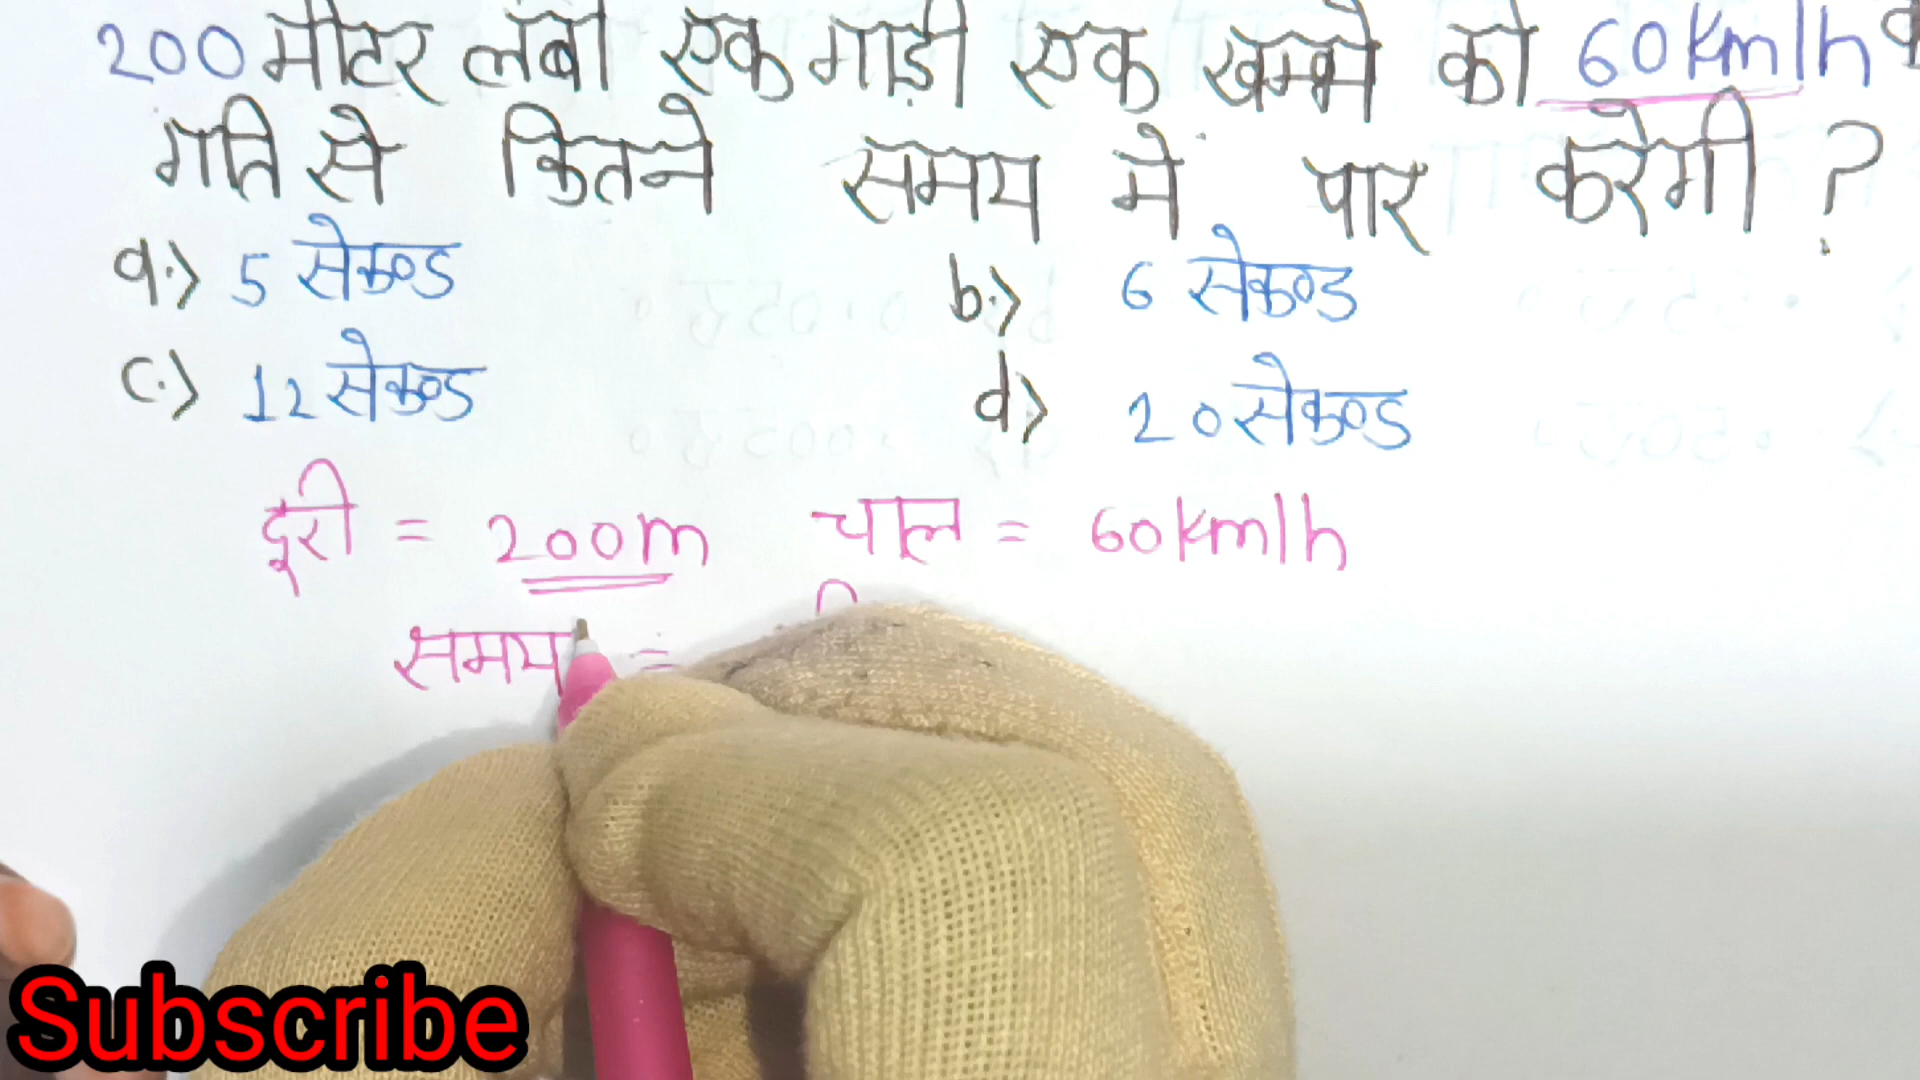 200 मीटर लंबी एक गाड़ी एक खम्भे को 60 km/h
गति से कितने समय में पार करेगी ?
a.> 5 सेकण्ड b.> 6 सेकण्ड
c.> 12 सेकण्ड d> 20 सेकण्ड
दूरी = 200m चाल = 60 km/h
समय =
Subscribe